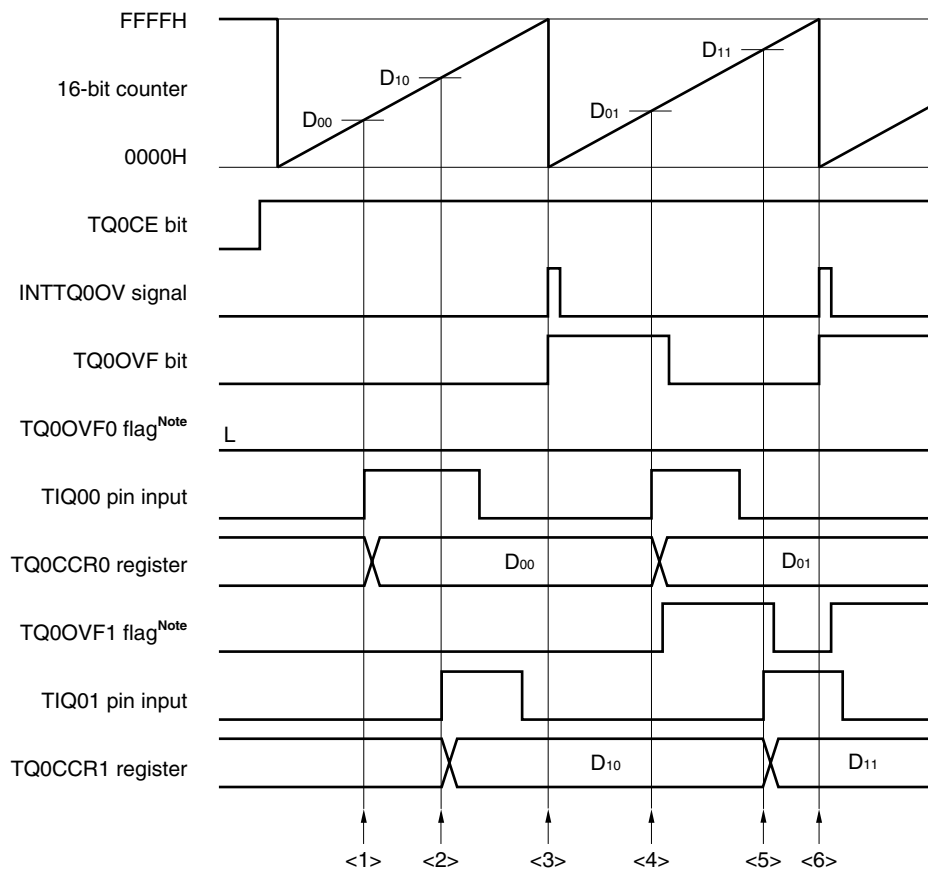 FFFFH
D11
D10
16-bit counter
D01
D00
0000H
TQ0CE bit
INTTQ0OV signal
TQ0OVF bit
TQ0OVF0 flagNote
L
TIQ00 pin input
TQ0CCR0 register
D00
D01
TQ0OVF1 flagNote
TIQ01 pin input
TQ0CCR1 register
D10
D11
<1> <2> <3> <4> <5> <6>